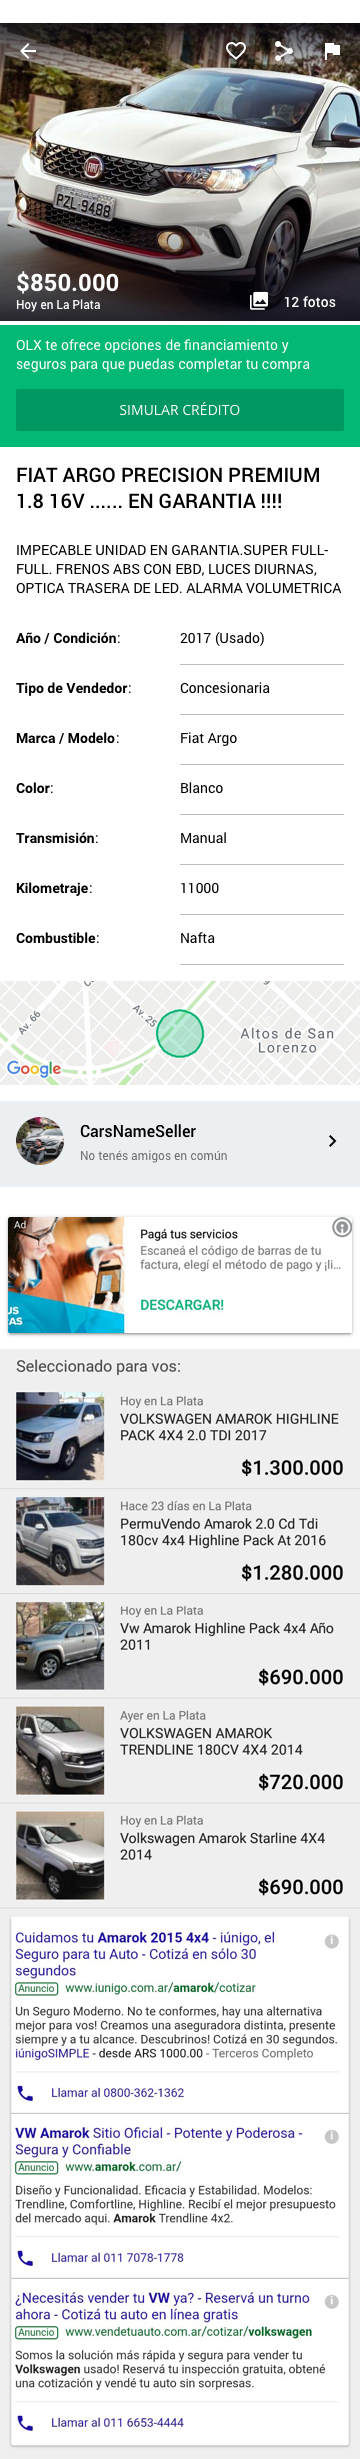 FIAT
PZL-9488
$850.000
Hoy en La Plata
12 fotos
OLX te ofrece opciones de financiamiento y
seguros para que puedas completar tu compra
SIMULAR CRÉDITO
FIAT ARGO PRECISION PREMIUM
1.8 16V ...... EN GARANTIA !!!!
IMPECABLE UNIDAD EN GARANTIA.SUPER FULL-
FULL. FRENOS ABS CON EBD, LUCES DIURNAS,
OPTICA TRASERA DE LED. ALARMA VOLUMETRICA
Año / Condición: 2017 (Usado)
Tipo de Vendedor: Concesionaria
Marca / Modelo: Fiat Argo
Color: Blanco
Transmisión: Manual
Kilometraje: 11000
Combustible: Nafta
Av. 66
Av. 25
Altos de San
Lorenzo
Google
CarsNameSeller
No tenés amigos en común
Ad
US
AS
Pagá tus servicios
Escaneá el código de barras de tu
factura, elegí el método de pago y ¡li...
DESCARGAR!
Seleccionado para vos:
Hoy en La Plata
VOLKSWAGEN AMAROK HIGHLINE
PACK 4X4 2.0 TDI 2017
$1.300.000
Hace 23 días en La Plata
PermuVendo Amarok 2.0 Cd Tdi
180cv 4x4 Highline Pack At 2016
$1.280.000
Hoy en La Plata
Vw Amarok Highline Pack 4x4 Año
2011
$690.000
Ayer en La Plata
VOLKSWAGEN AMAROK
TRENDLINE 180CV 4X4 2014
$720.000
Hoy en La Plata
Volkswagen Amarok Starline 4X4
2014
$690.000
Cuidamos tu Amarok 2015 4x4 - iúnigo, el
Seguro para tu Auto - Cotizá en sólo 30
segundos
Anuncio www.iunigo.com.ar/amarok/cotizar
Un Seguro Moderno. No te conformes, hay una alternativa
mejor para vos! Creamos una aseguradora distinta, presente
siempre y a tu alcance. Descubrinos! Cotizá en 30 segundos.
iúnigoSIMPLE - desde ARS 1000.00 - Terceros Completo
Llamar al 0800-362-1362
VW Amarok Sitio Oficial - Potente y Poderosa -
Segura y Confiable
Anuncio www.amarok.com.ar/
Diseño y Funcionalidad. Eficacia y Estabilidad. Modelos:
Trendline, Comfortline, Highline. Recibí el mejor presupuesto
del mercado aqui. Amarok Trendline 4x2.
Llamar al 011 7078-1778
¿Necesitás vender tu VW ya? - Reservá un turno
ahora - Cotizá tu auto en línea gratis
Anuncio www.vendetuauto.com.ar/cotizar/volkswagen
Somos la solución más rápida y segura para vender tu
Volkswagen usado! Reservá tu inspección gratuita, obtené
una cotización y vendé tu auto sin sorpresas.
Llamar al 011 6653-4444